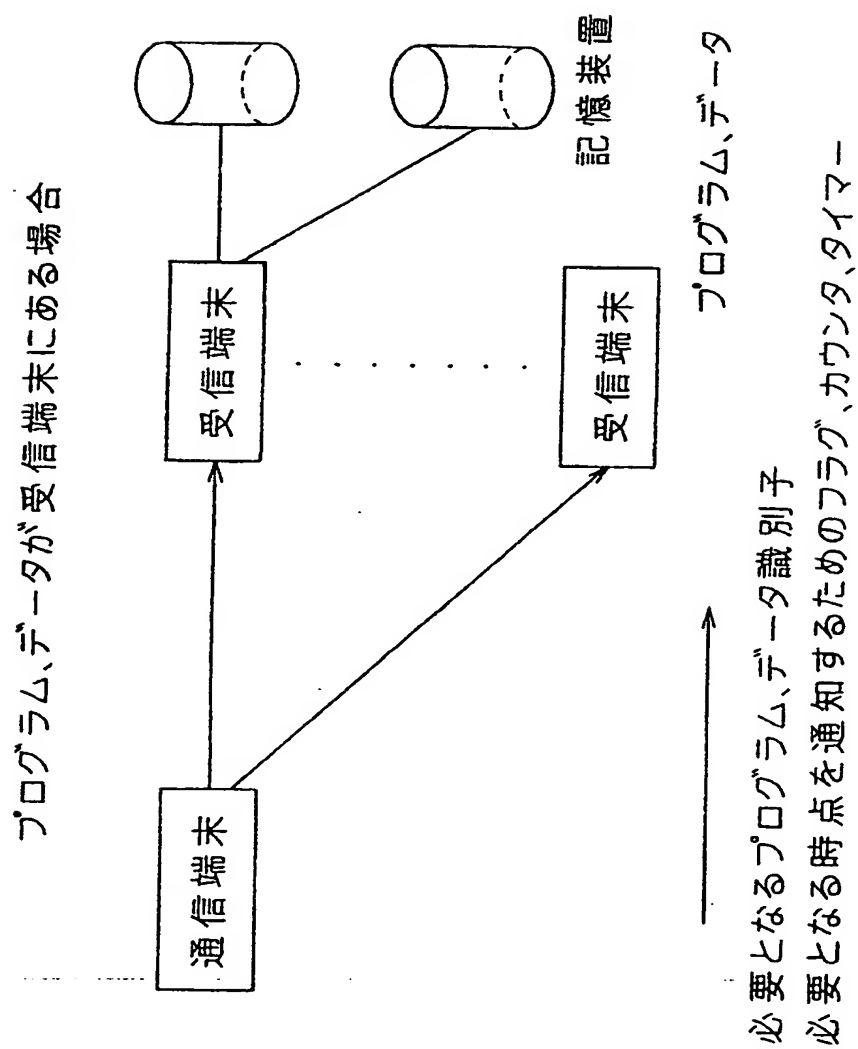 プログラム、データが受信端末にある場合
通信端末
受信端末
受信端末
記憶装置
プログラム、データ
必要となるプログラム、データ識別子
必要となる時点を通知するためのフラグ、カウンタ、タイマー